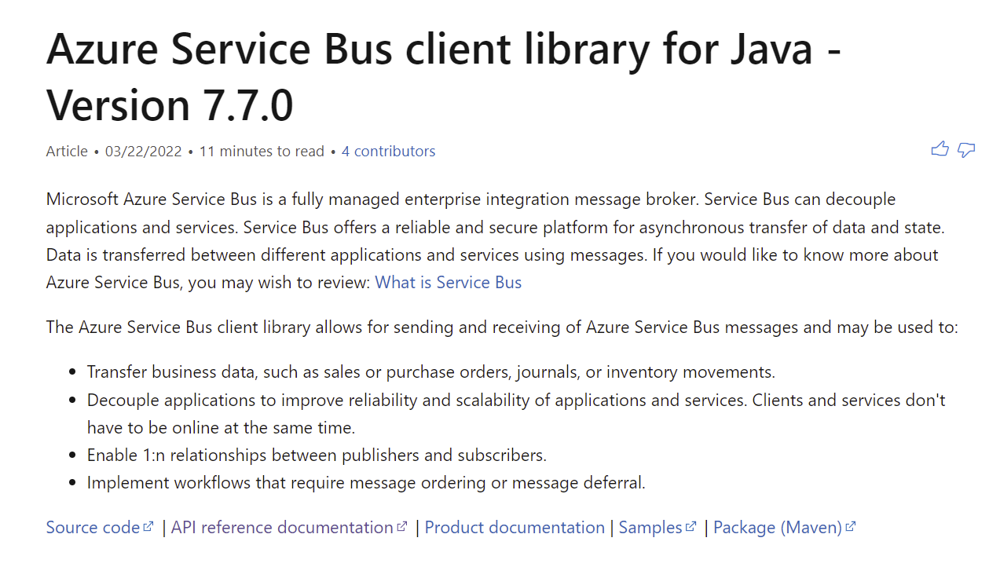 Azure Service Bus client library for Java -
Version 7.7.0
Article • 03/22/2022 • 11 minutes to read • 4 contributors
Microsoft Azure Service Bus is a fully managed enterprise integration message broker. Service Bus can decouple
applications and services. Service Bus offers a reliable and secure platform for asynchronous transfer of data and state.
Data is transferred between different applications and services using messages. If you would like to know more about
Azure Service Bus, you may wish to review: What is Service Bus
The Azure Service Bus client library allows for sending and receiving of Azure Service Bus messages and may be used to:
• Transfer business data, such as sales or purchase orders, journals, or inventory movements.
• Decouple applications to improve reliability and scalability of applications and services. Clients and services don't
have to be online at the same time.
• Enable 1:n relationships between publishers and subscribers.
• Implement workflows that require message ordering or message deferral.
Source code | API reference documentation | Product documentation | Samples | Package (Maven)